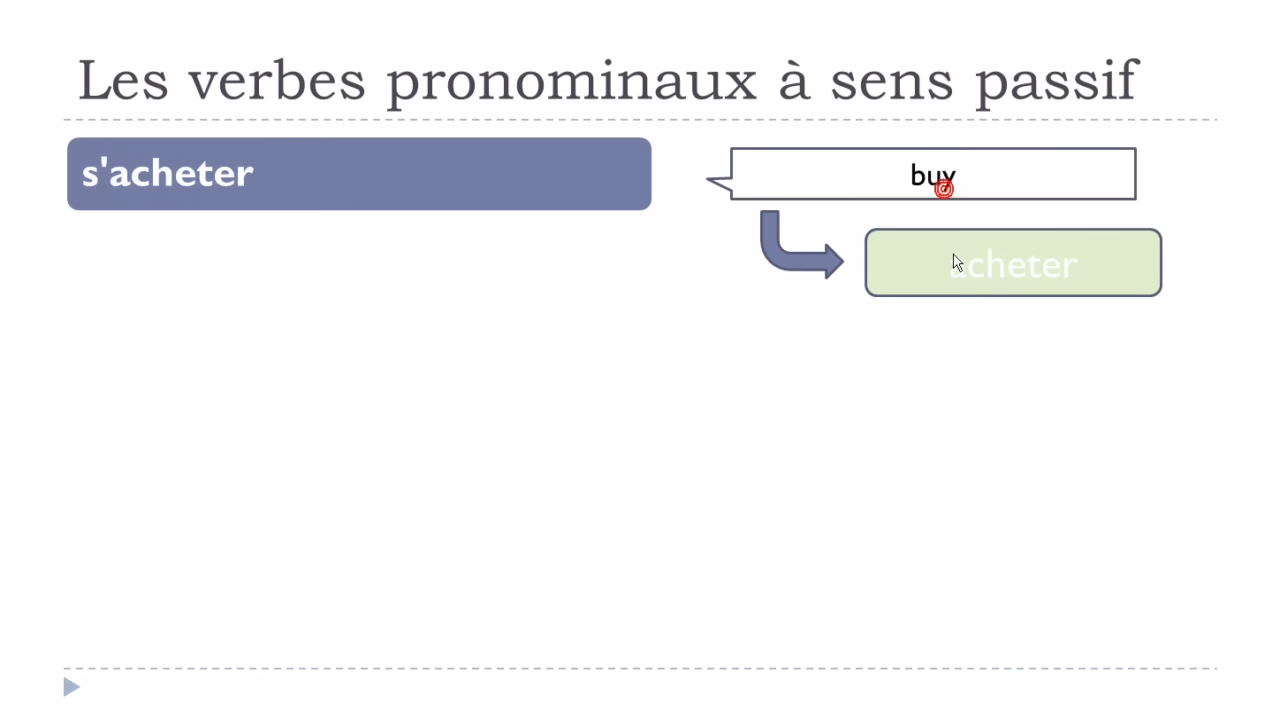 Les verbes pronominaux à sens passif
s'acheter
buy
acheter